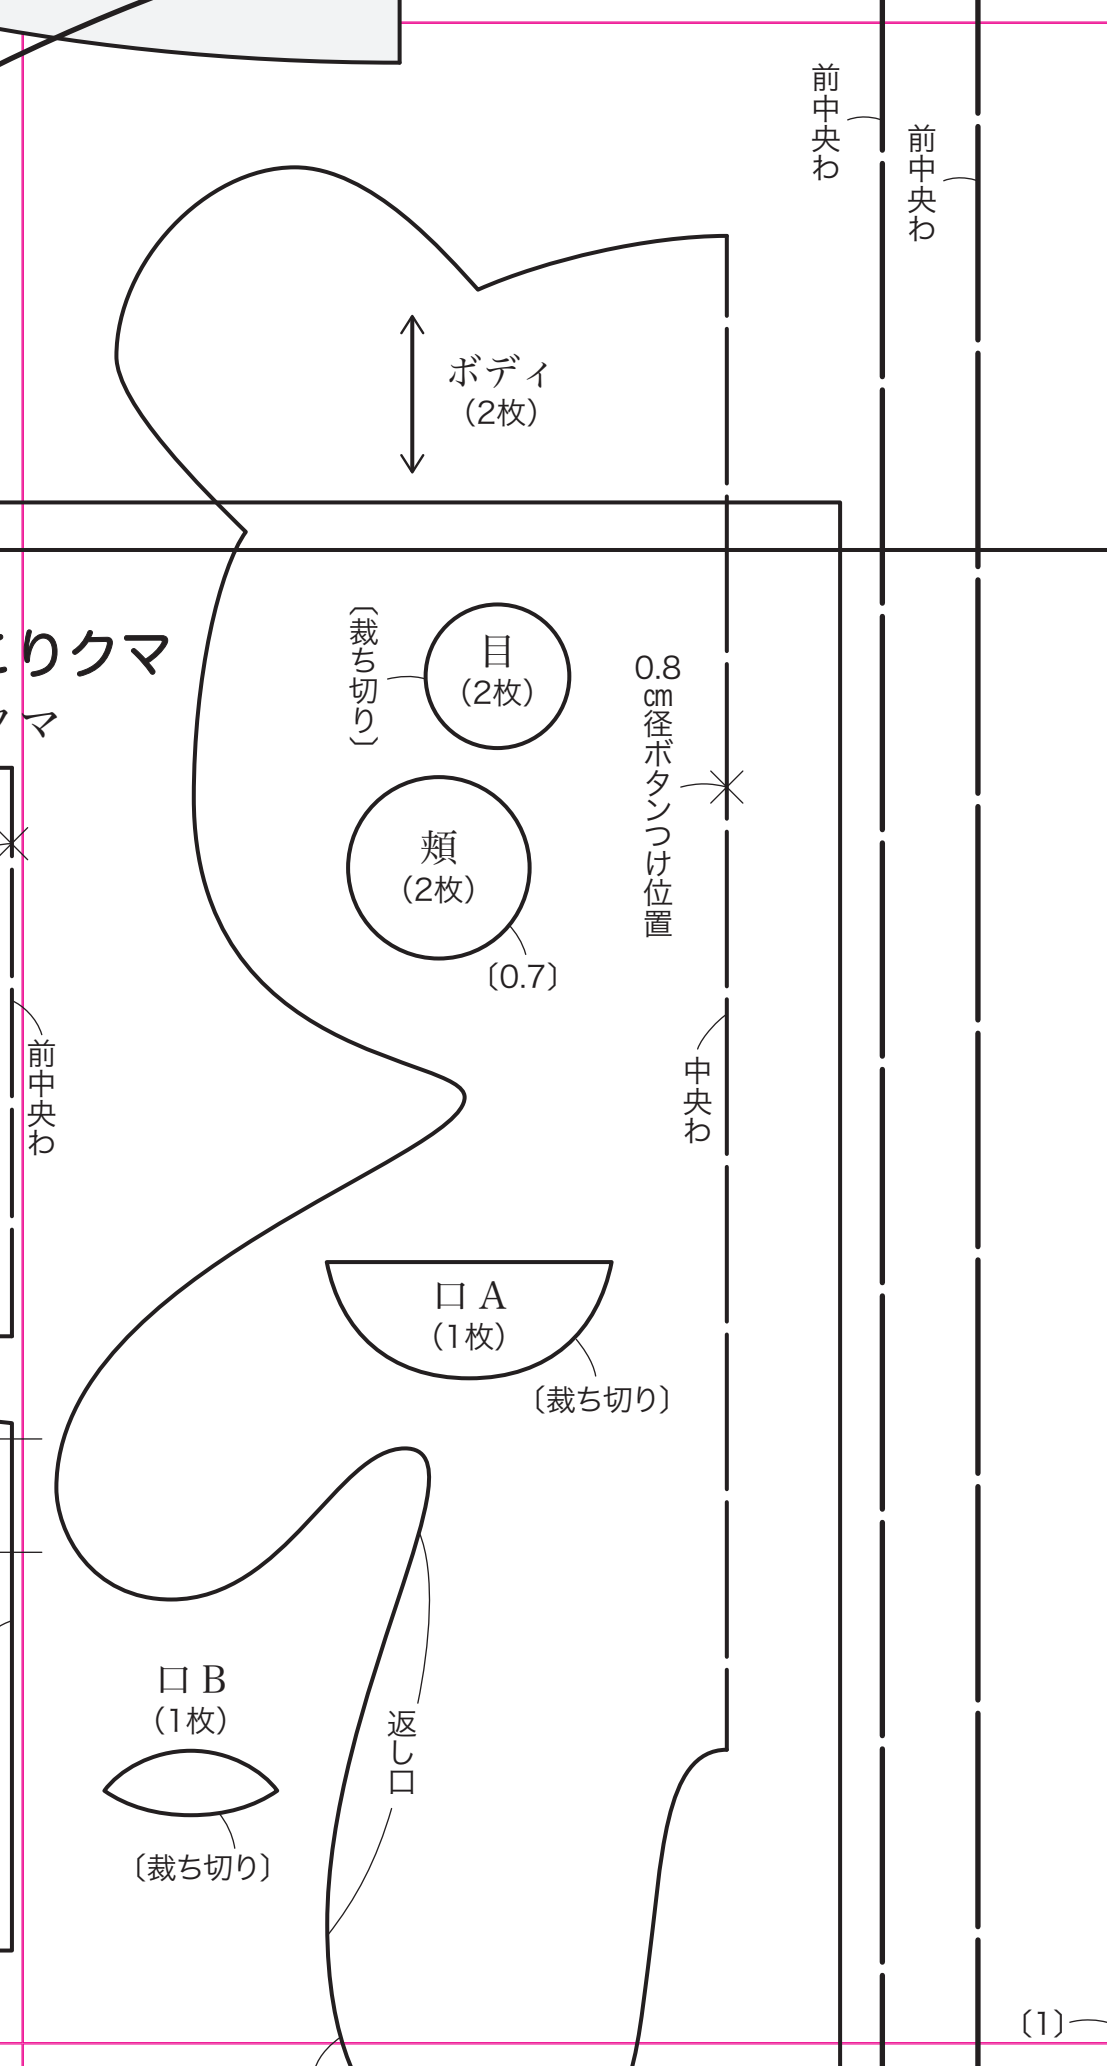 前中央わ
前中央わ
ボディ
(2枚)
りクマ
マ
〔裁ち切り〕
目
(2枚)
0.8
cm径ボタンつけ位置
頬
(2枚)
〔0.7〕
前中央わ
中央わ
口 A
(1枚)
〔裁ち切り〕
口 B
(1枚)
返し口
〔裁ち切り〕
〔1〕